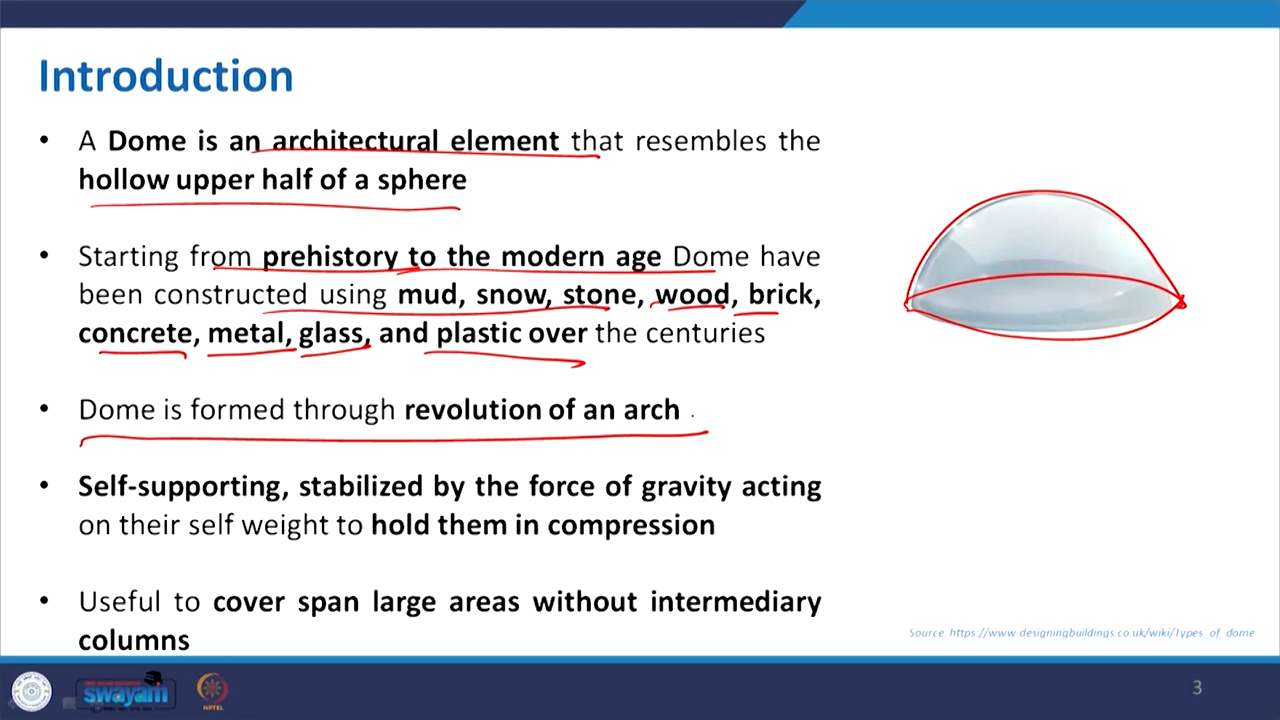 Introduction
• A Dome is an architectural element that resembles the
hollow upper half of a sphere
• Starting from prehistory to the modern age Dome have
been constructed using mud, snow, stone, wood, brick,
concrete, metal, glass, and plastic over the centuries
• Dome is formed through revolution of an arch
• Self-supporting, stabilized by the force of gravity acting
on their self weight to hold them in compression
• Useful to cover span large areas without intermediary
columns
Source: https://www.designingbuildings.co.uk/wiki/Types_of_dome
swayam
NPTEL
3